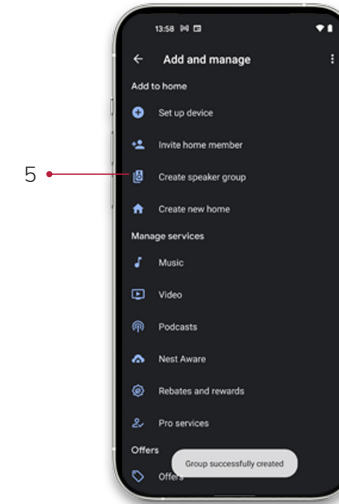 13:58
Add and manage
Add to home
Set up device
Invite home member
5
Create speaker group
Create new home
Manage services
Music
Video
Podcasts
Nest Aware
Rebates and rewards
Pro services
Offers
Group successfully created
Offers